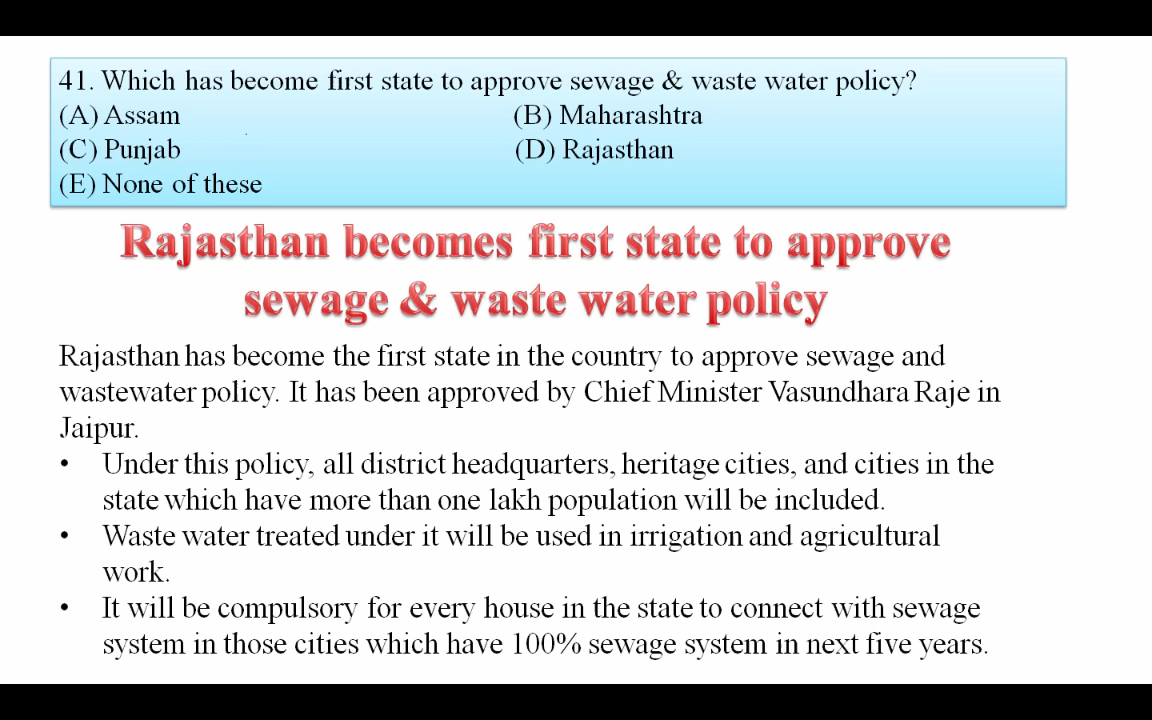 41. Which has become first state to approve sewage & waste water policy?
(A) Assam (B) Maharashtra
(C) Punjab (D) Rajasthan
(E) None of these
Rajasthan becomes first state to approve
sewage & waste water policy
Rajasthan has become the first state in the country to approve sewage and
wastewater policy. It has been approved by Chief Minister Vasundhara Raje in
Jaipur.
• Under this policy, all district headquarters, heritage cities, and cities in the
state which have more than one lakh population will be included.
• Waste water treated under it will be used in irrigation and agricultural
work.
• It will be compulsory for every house in the state to connect with sewage
system in those cities which have 100% sewage system in next five years.